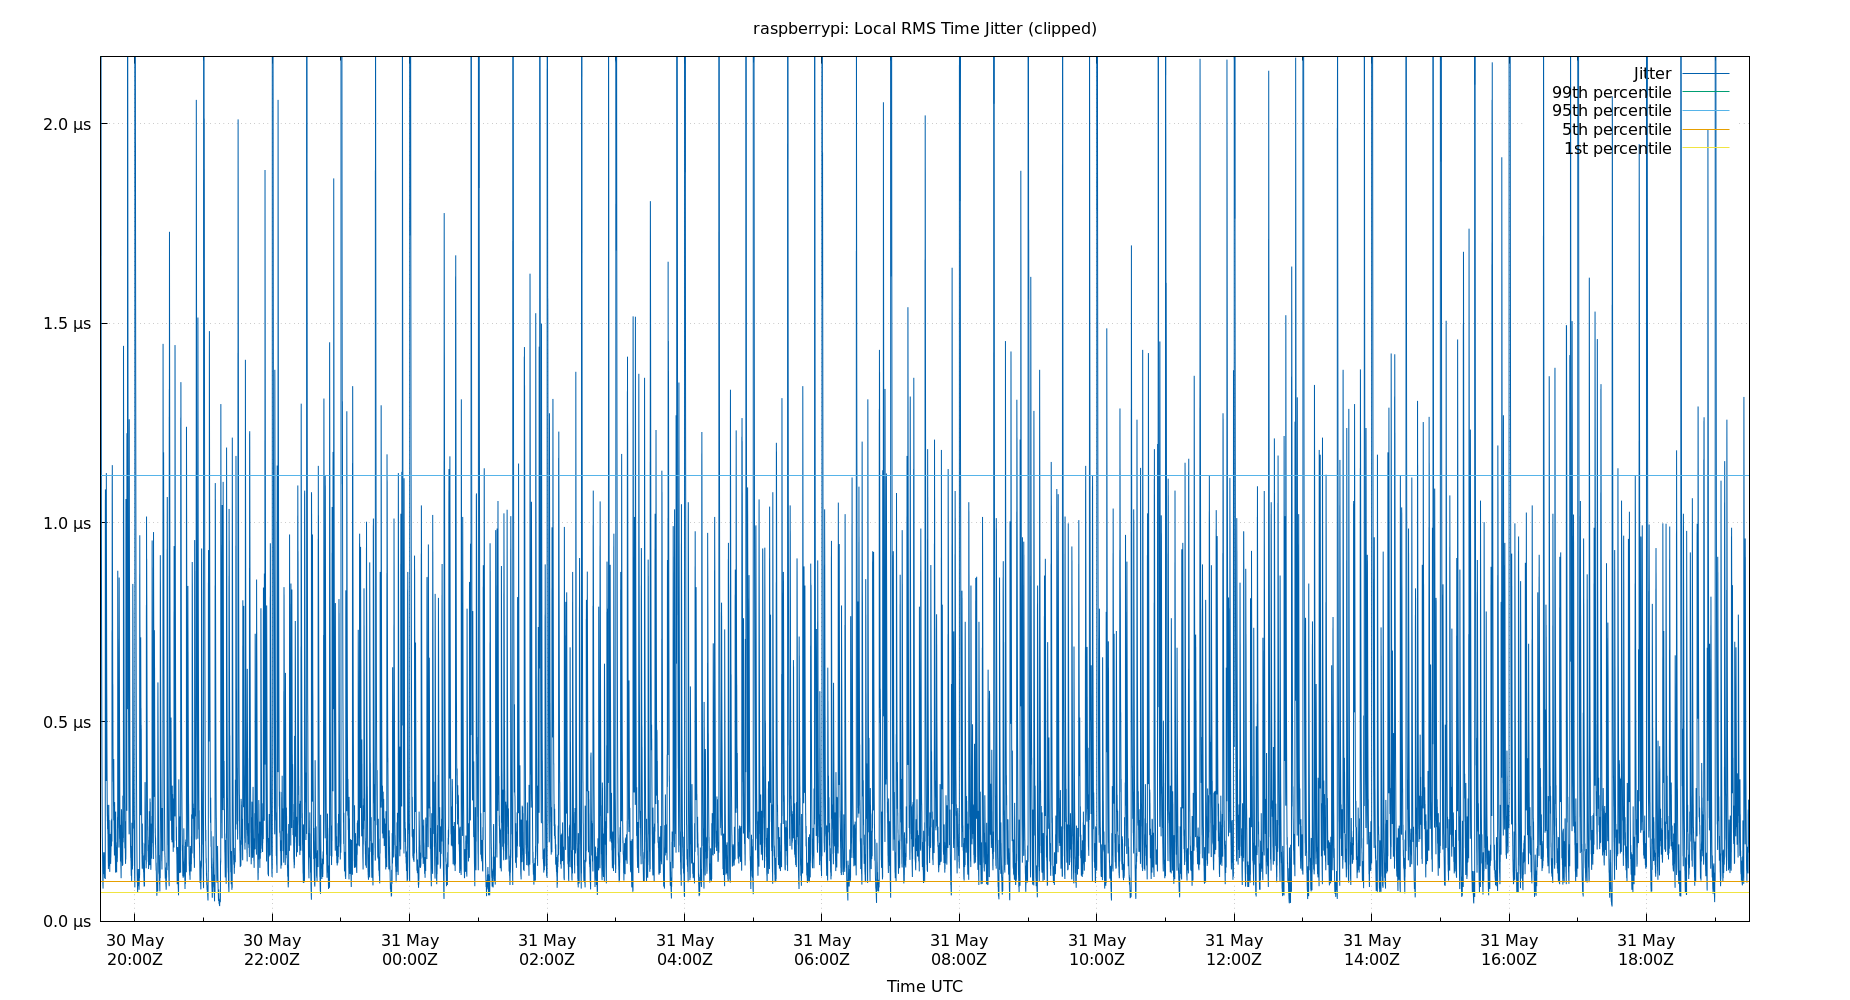 raspberrypi: Local RMS Time Jitter (clipped)
Jitter
99th percentile
95th percentile
5th percentile
1st percentile
2.0 µs
1.5 µs
1.0 µs
0.5 µs
0.0 µs
30 May 30 May 31 May 31 May 31 May 31 May 31 May 31 May 31 May 31 May 31 May 31 May
20:00Z 22:00Z 00:00Z 02:00Z 04:00Z 06:00Z 08:00Z 10:00Z 12:00Z 14:00Z 16:00Z 18:00Z
Time UTC